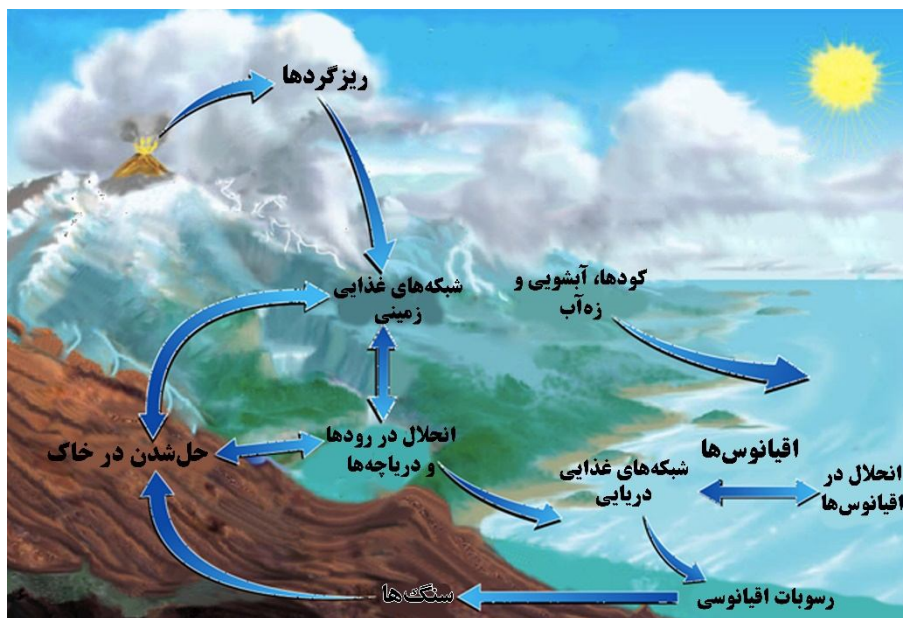 ریزگردها
شبکه‌های غذایی
زمینی
کودها، آبشویی و
زه‌آب
حل‌شدن در خاک
انحلال در رودها
و دریاچه‌ها
اقیانوس‌ها
شبکه‌های غذایی
دریایی
انحلال در
اقیانوس‌ها
سنگ‌ها
رسوبات اقیانوسی